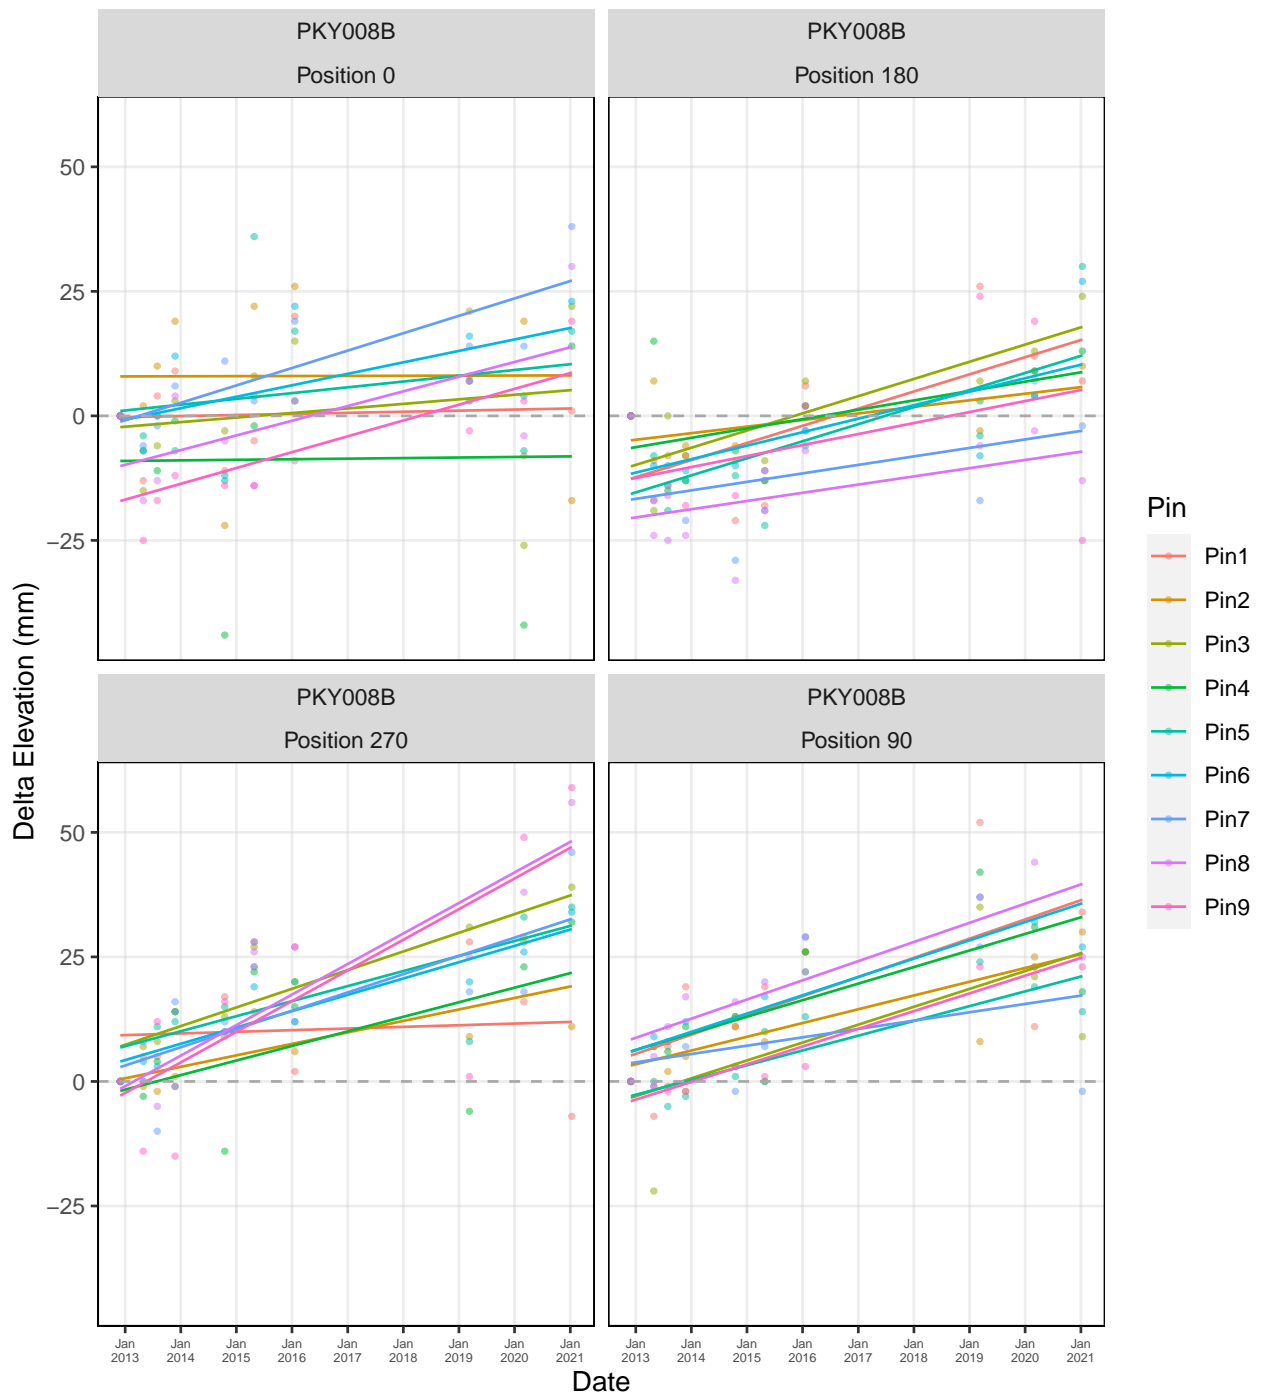 PKY008B
Position 0
PKY008B
Position 180
50
25
0
−25
PKY008B
Position 270
PKY008B
Position 90
50
25
0
−25
Delta Elevation (mm)
Jan 2013
Jan 2014
Jan 2015
Jan 2016
Jan 2017
Jan 2018
Jan 2019
Jan 2020
Jan 2021
Jan 2013
Jan 2014
Jan 2015
Jan 2016
Jan 2017
Jan 2018
Jan 2019
Jan 2020
Jan 2021
Date
Pin
Pin1
Pin2
Pin3
Pin4
Pin5
Pin6
Pin7
Pin8
Pin9